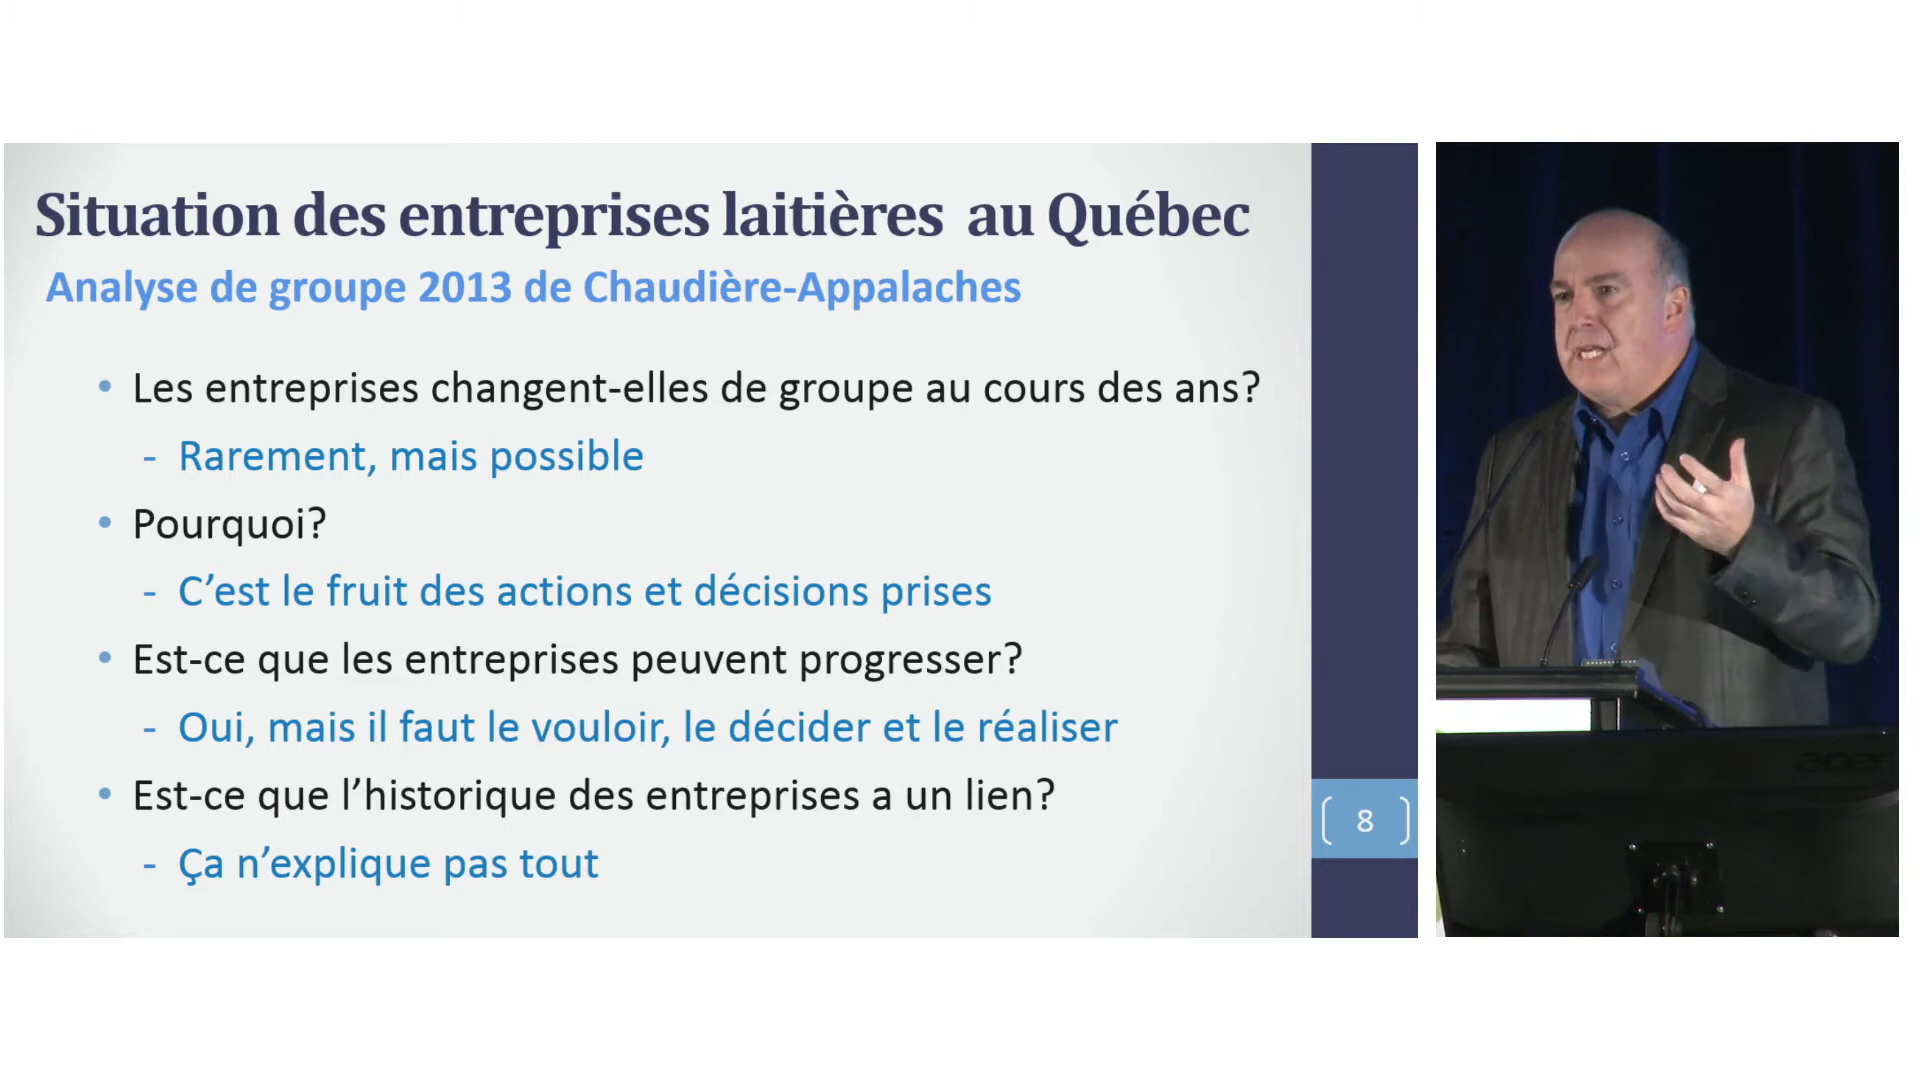 Situation des entreprises laitières au Québec
Analyse de groupe 2013 de Chaudière-Appalaches
• Les entreprises changent-elles de groupe au cours des ans?
- Rarement, mais possible
• Pourquoi?
- C’est le fruit des actions et décisions prises
• Est-ce que les entreprises peuvent progresser?
- Oui, mais il faut le vouloir, le décider et le réaliser
• Est-ce que l’historique des entreprises a un lien?
- Ça n’explique pas tout
8
acer